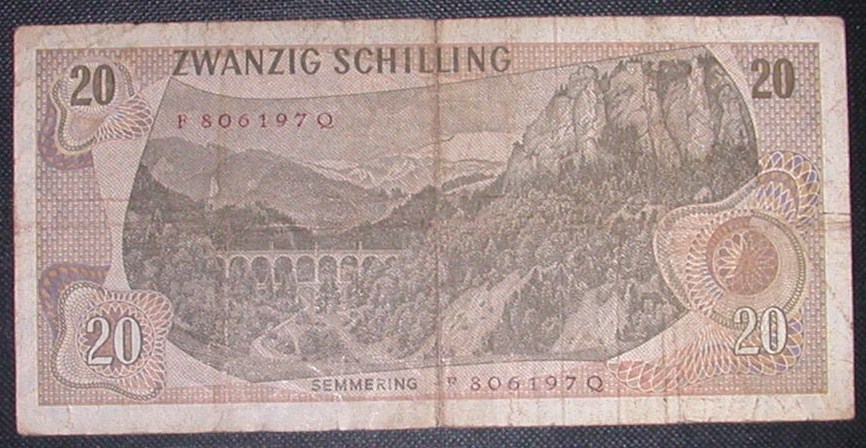 20 ZWANZIG SCHILLING 20
F 806197 Q
20 20
SEMMERING F 806197 Q